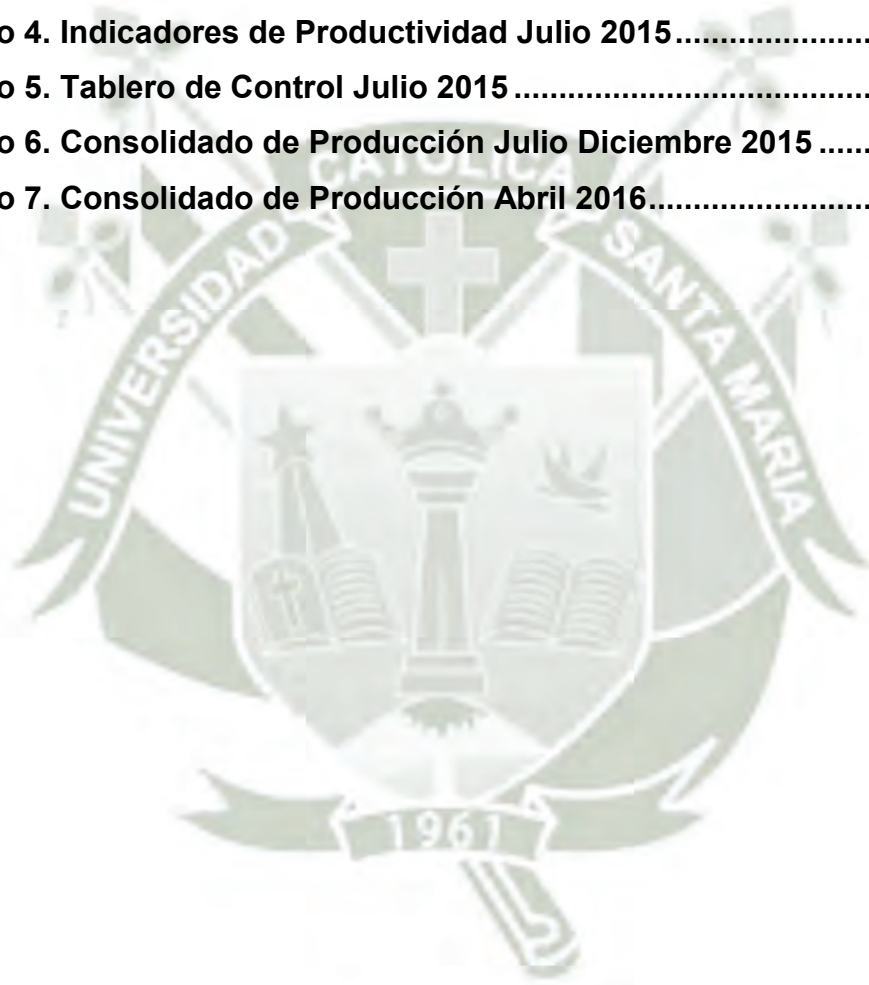 o 4. Indicadores de Productividad Julio 2015.....................
o 5. Tablero de Control Julio 2015.......................................
o 6. Consolidado de Producción Julio Diciembre 2015......
o 7. Consolidado de Producción Abril 2016........................
UNIVERSIDAD CATOLICA SANTA MARIA
1961